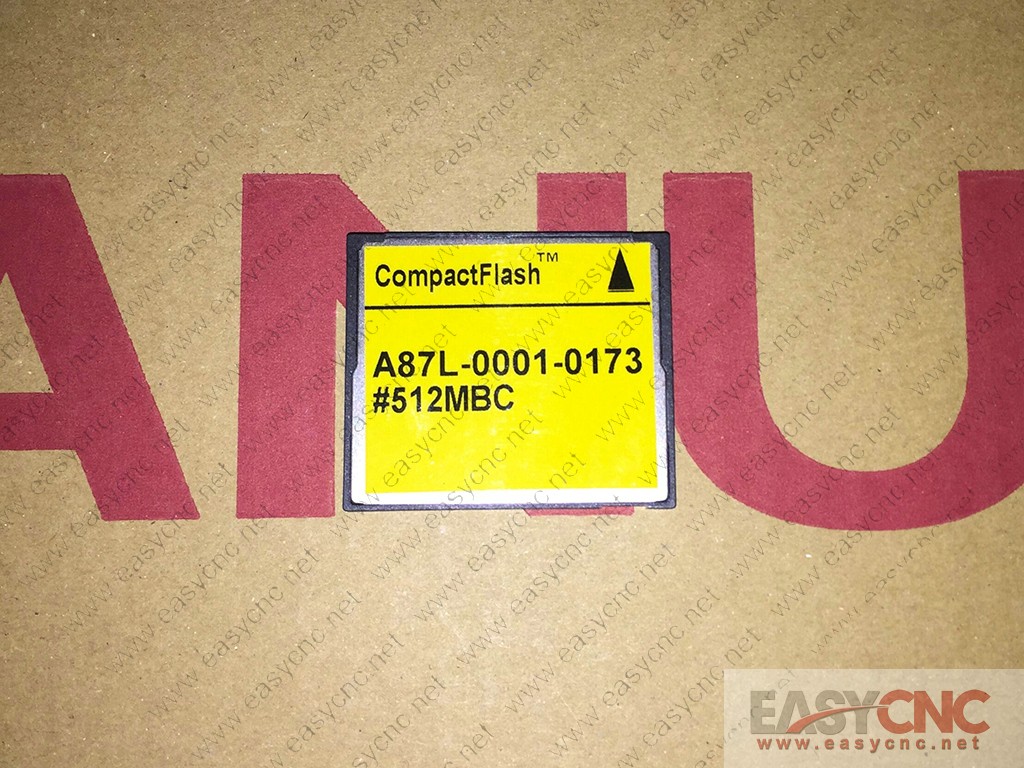 ANU
CompactFlash™
A87L-0001-0173
#512MBC
EASYCNC
www.easycnc.net